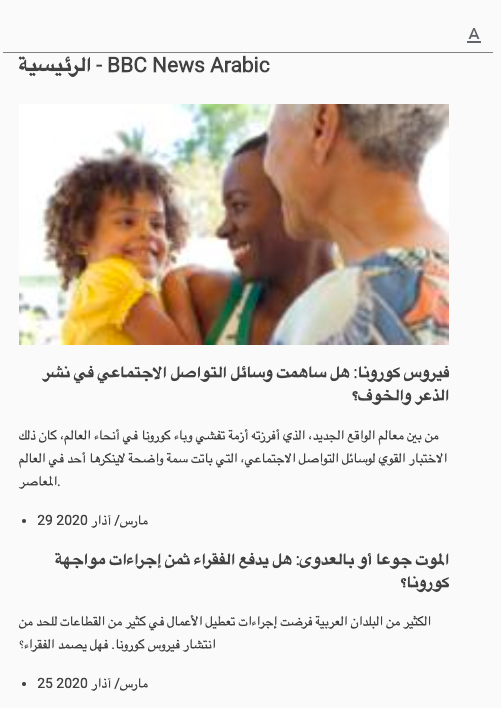 A
الرئيسية - BBC News Arabic
فيروس كورونا: هل ساهمت وسائل التواصل الاجتماعي في نشر
الذعر والخوف؟
من بين معالم الواقع الجديد، الذي أفرزته أزمة تفشي وباء كورونا في أنحاء العالم، كان ذلك
الاختبار القوي لوسائل التواصل الاجتماعي، التي باتت سمة واضحة لاينكرها أحد في العالم
المعاصر.
29 مارس/ آذار 2020
الموت جوعا أو بالعدوى: هل يدفع الفقراء ثمن إجراءات مواجهة
كورونا؟
الكثير من البلدان العربية فرضت إجراءات تعطيل الأعمال في كثير من القطاعات للحد من
انتشار فيروس كورونا. فهل يصمد الفقراء؟
25 مارس/ آذار 2020